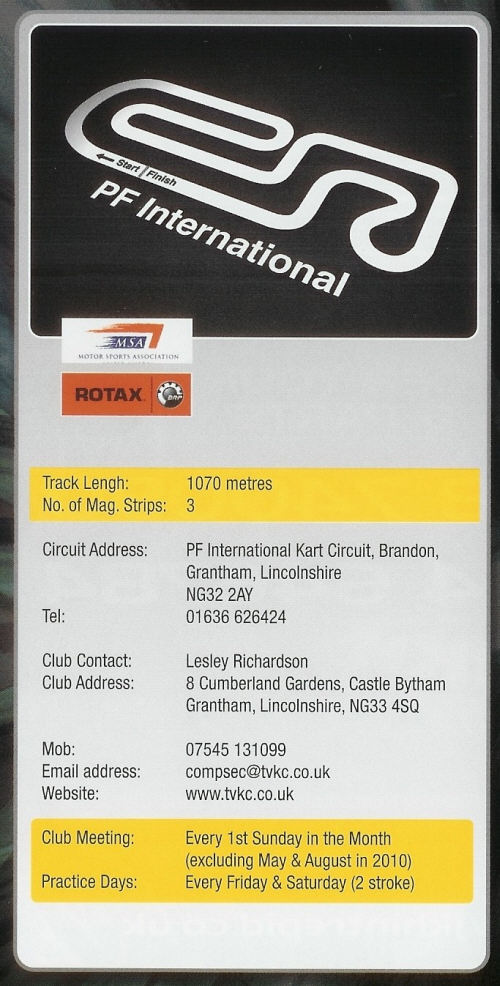 Start Finish
PF International
MSA
MOTOR SPORTS ASSOCIATION
ROTAX BRP
Track Lengh: 1070 metres
No. of Mag. Strips: 3
Circuit Address: PF International Kart Circuit, Brandon,
Grantham, Lincolnshire
NG32 2AY
Tel: 01636 626424
Club Contact: Lesley Richardson
Club Address: 8 Cumberland Gardens, Castle Bytham
Grantham, Lincolnshire, NG33 4SQ
Mob: 07545 131099
Email address: compsec@tvkc.co.uk
Website: www.tvkc.co.uk
Club Meeting: Every 1st Sunday in the Month
(excluding May & August in 2010)
Practice Days: Every Friday & Saturday (2 stroke)